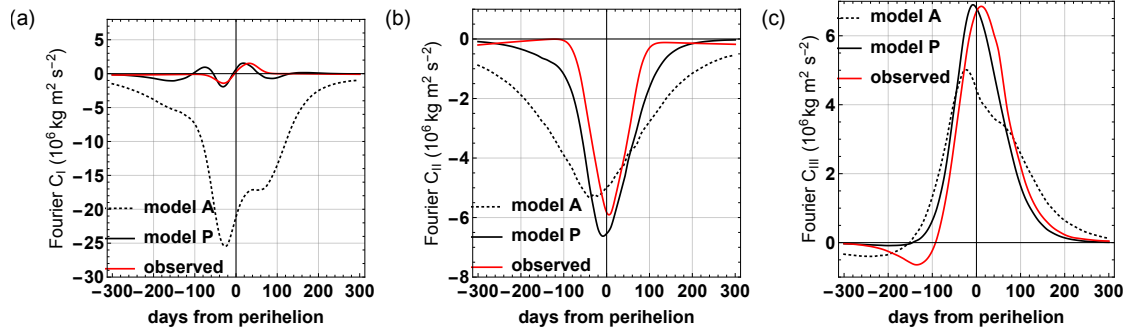 (a)
Fourier C_I (10^6 kg m^2 s^−2)
5
0
−5
−10
−15
−20
−25
−30
model A
model P
observed
−300 −200 −100 0 100 200 300
days from perihelion
(b)
Fourier C_II (10^6 kg m^2 s^−2)
0
−2
−4
−6
−8
model A
model P
observed
−300 −200 −100 0 100 200 300
days from perihelion
(c)
Fourier C_III (10^6 kg m^2 s^−2)
6
4
2
0
model A
model P
observed
−300 −200 −100 0 100 200 300
days from perihelion